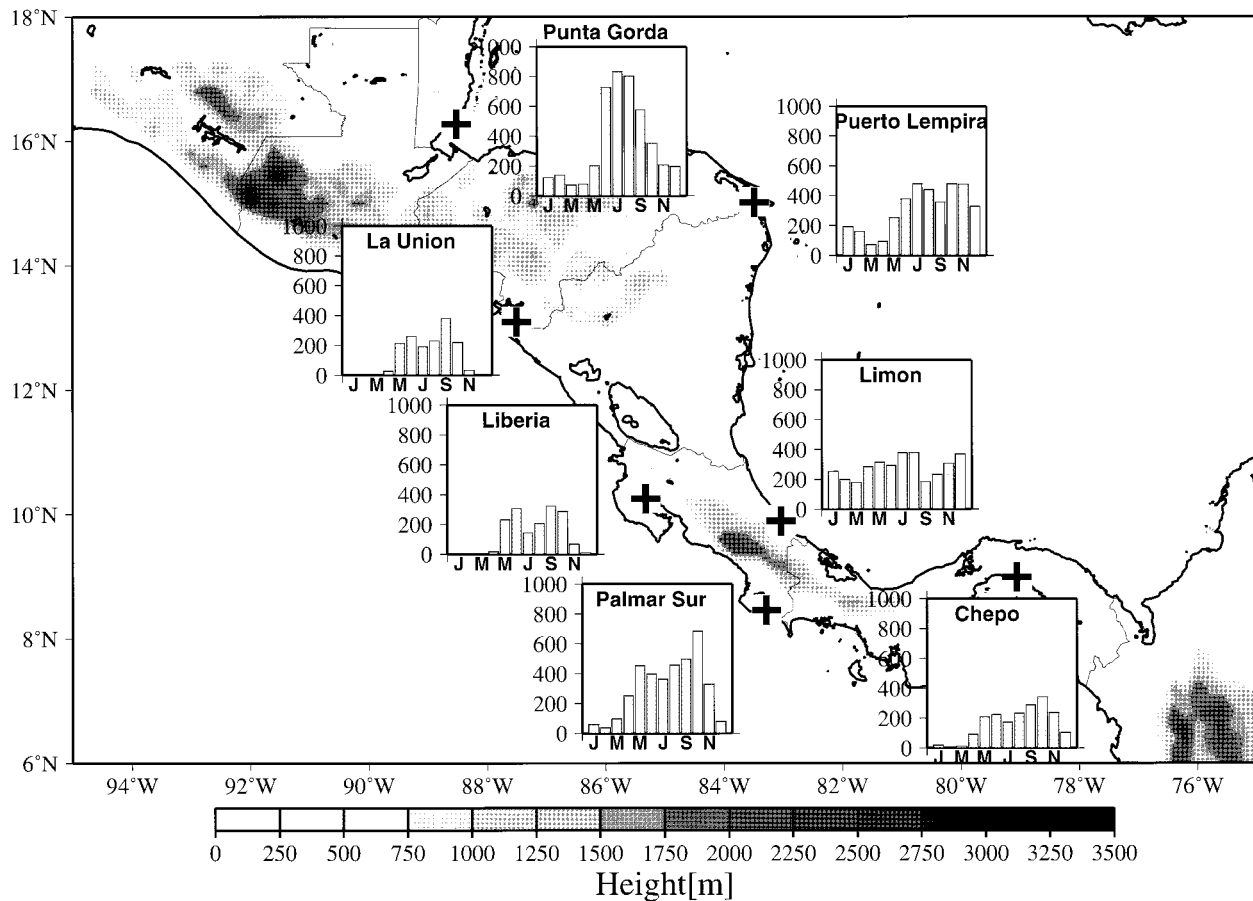 18°N
16°N
14°N
12°N
10°N
8°N
6°N
94°W
92°W
90°W
88°W
86°W
84°W
82°W
80°W
78°W
76°W
Punta Gorda
1000
800
600
400
200
0
J M M J S N
Puerto Lempira
1000
800
600
400
200
0
J M M J S N
La Union
1000
800
600
400
200
0
J M M J S N
Limon
1000
800
600
400
200
0
J M M J S N
Liberia
1000
800
600
400
200
0
J M M J S N
Palmar Sur
1000
800
600
400
200
0
J M M J S N
Chepo
1000
800
600
400
200
0
J M M J S N
0 250 500 750 1000 1250 1500 1750 2000 2250 2500 2750 3000 3250 3500
Height[m]